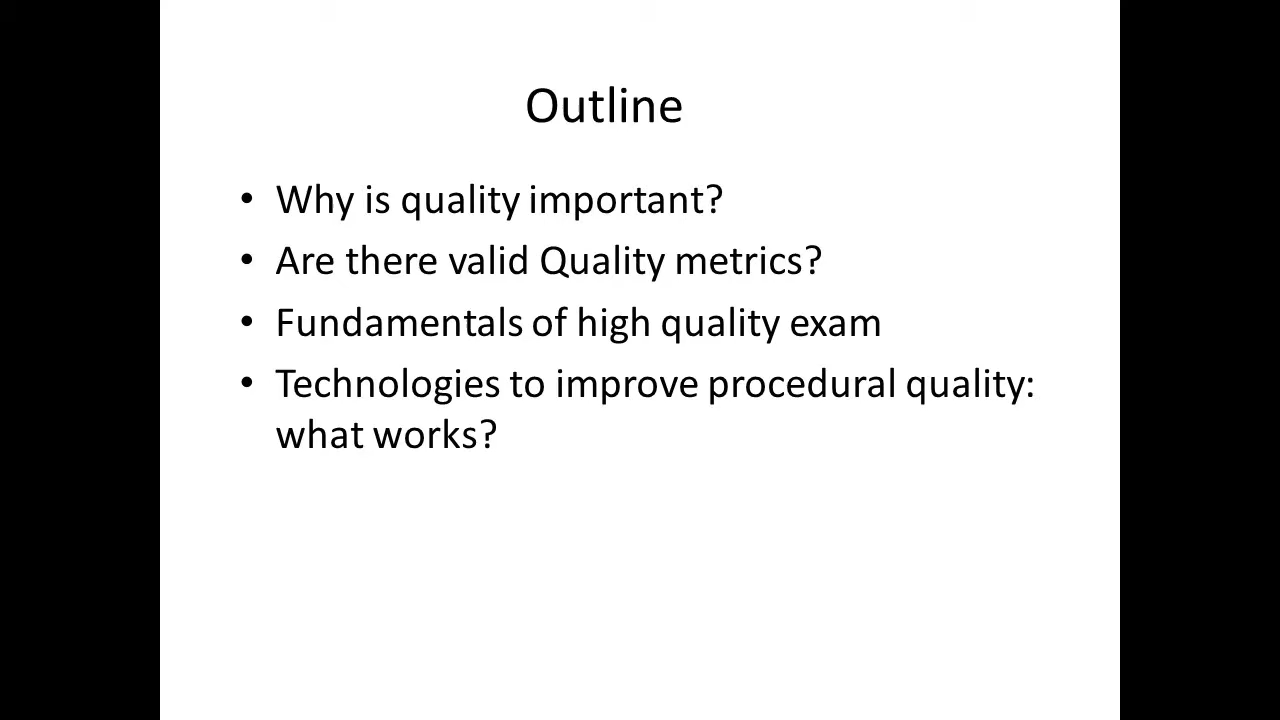 Outline
• Why is quality important?
• Are there valid Quality metrics?
• Fundamentals of high quality exam
• Technologies to improve procedural quality:
what works?